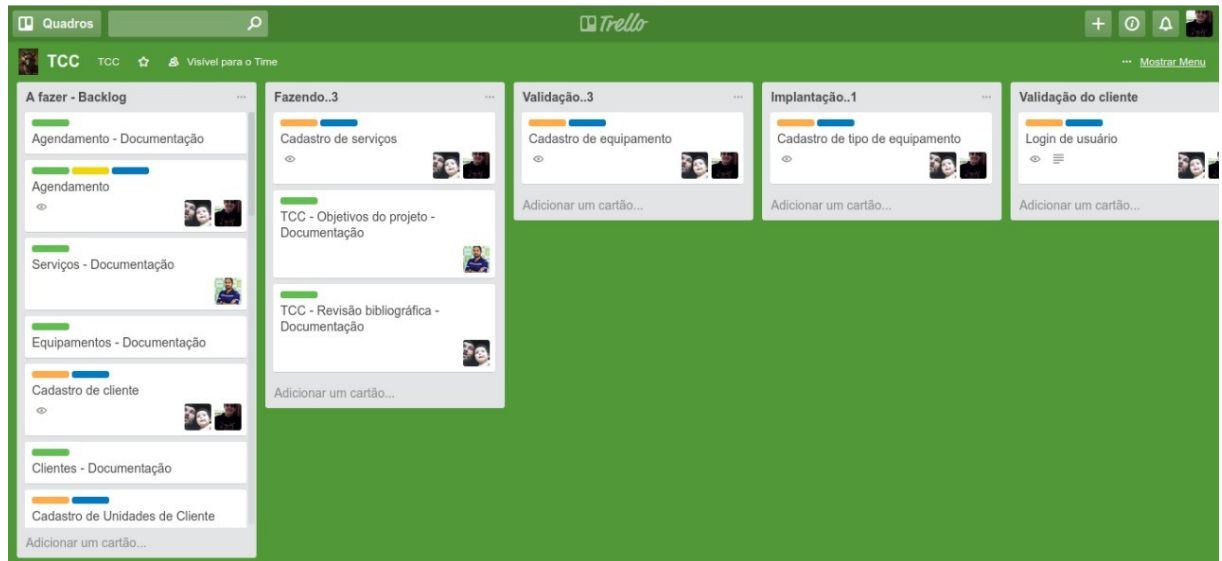 Quadros
Trello
TCC TCC Visível para o Time
··· Mostrar Menu
A fazer - Backlog ···
Agendamento - Documentação
Agendamento
Serviços - Documentação
Equipamentos - Documentação
Cadastro de cliente
Clientes - Documentação
Cadastro de Unidades de Cliente
Adicionar um cartão...
Fazendo..3 ···
Cadastro de serviços
TCC - Objetivos do projeto -
Documentação
TCC - Revisão bibliográfica -
Documentação
Adicionar um cartão...
Validação..3 ···
Cadastro de equipamento
Adicionar um cartão...
Implantação..1 ···
Cadastro de tipo de equipamento
Adicionar um cartão...
Validação do cliente
Login de usuário
Adicionar um cartão...